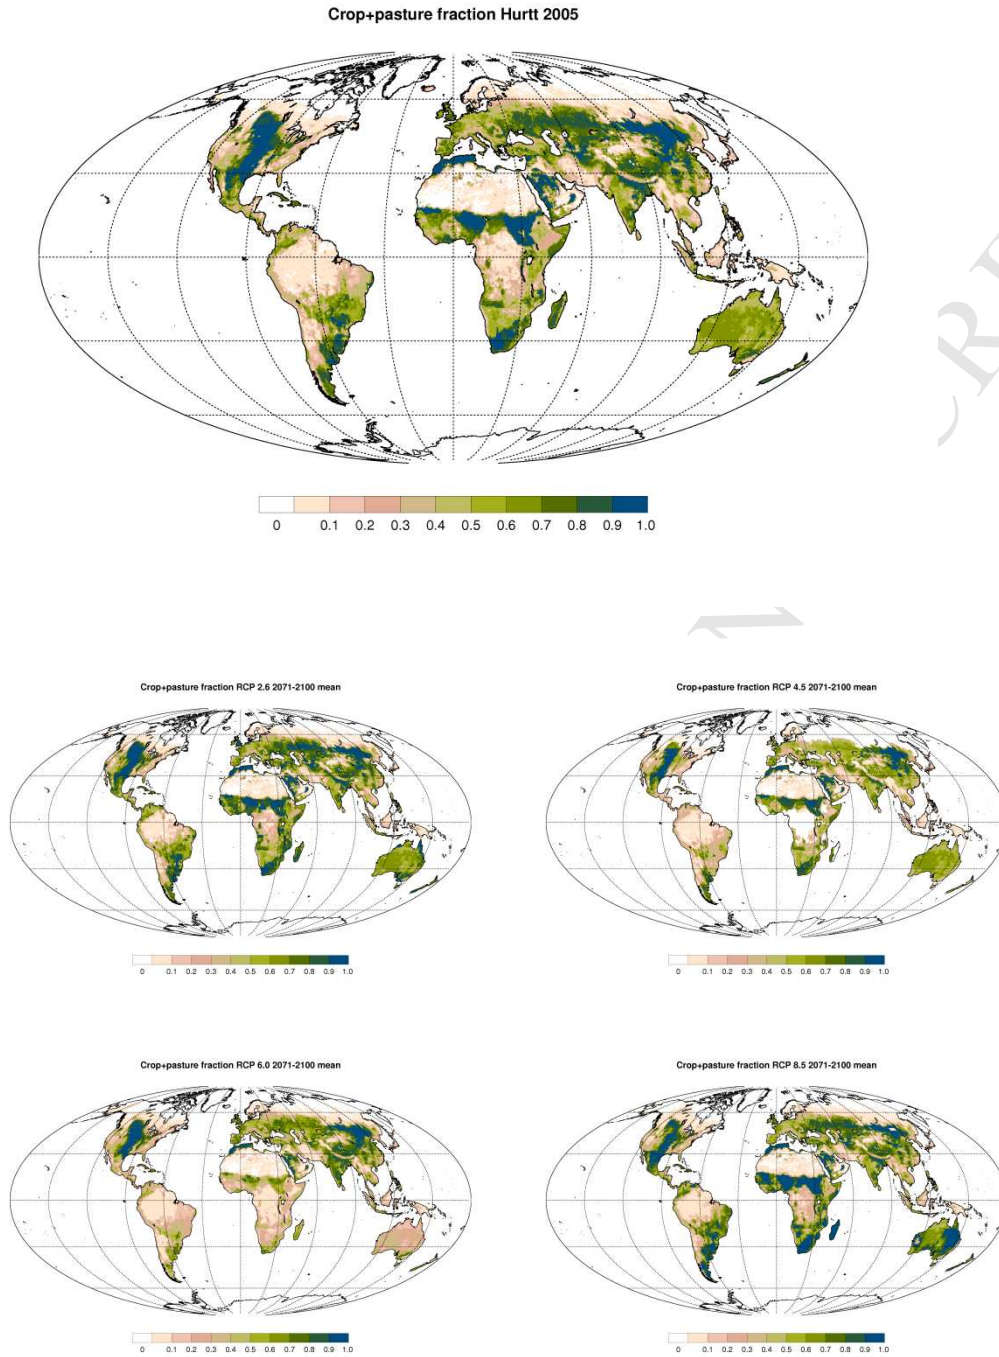 Crop+pasture fraction Hurtt 2005
0 0.1 0.2 0.3 0.4 0.5 0.6 0.7 0.8 0.9 1.0
Crop+pasture fraction RCP 2.6 2071-2100 mean
Crop+pasture fraction RCP 4.5 2071-2100 mean
0 0.1 0.2 0.3 0.4 0.5 0.6 0.7 0.8 0.9 1.0
0 0.1 0.2 0.3 0.4 0.5 0.6 0.7 0.8 0.9 1.0
Crop+pasture fraction RCP 6.0 2071-2100 mean
Crop+pasture fraction RCP 8.5 2071-2100 mean
0 0.1 0.2 0.3 0.4 0.5 0.6 0.7 0.8 0.9 1.0
0 0.1 0.2 0.3 0.4 0.5 0.6 0.7 0.8 0.9 1.0